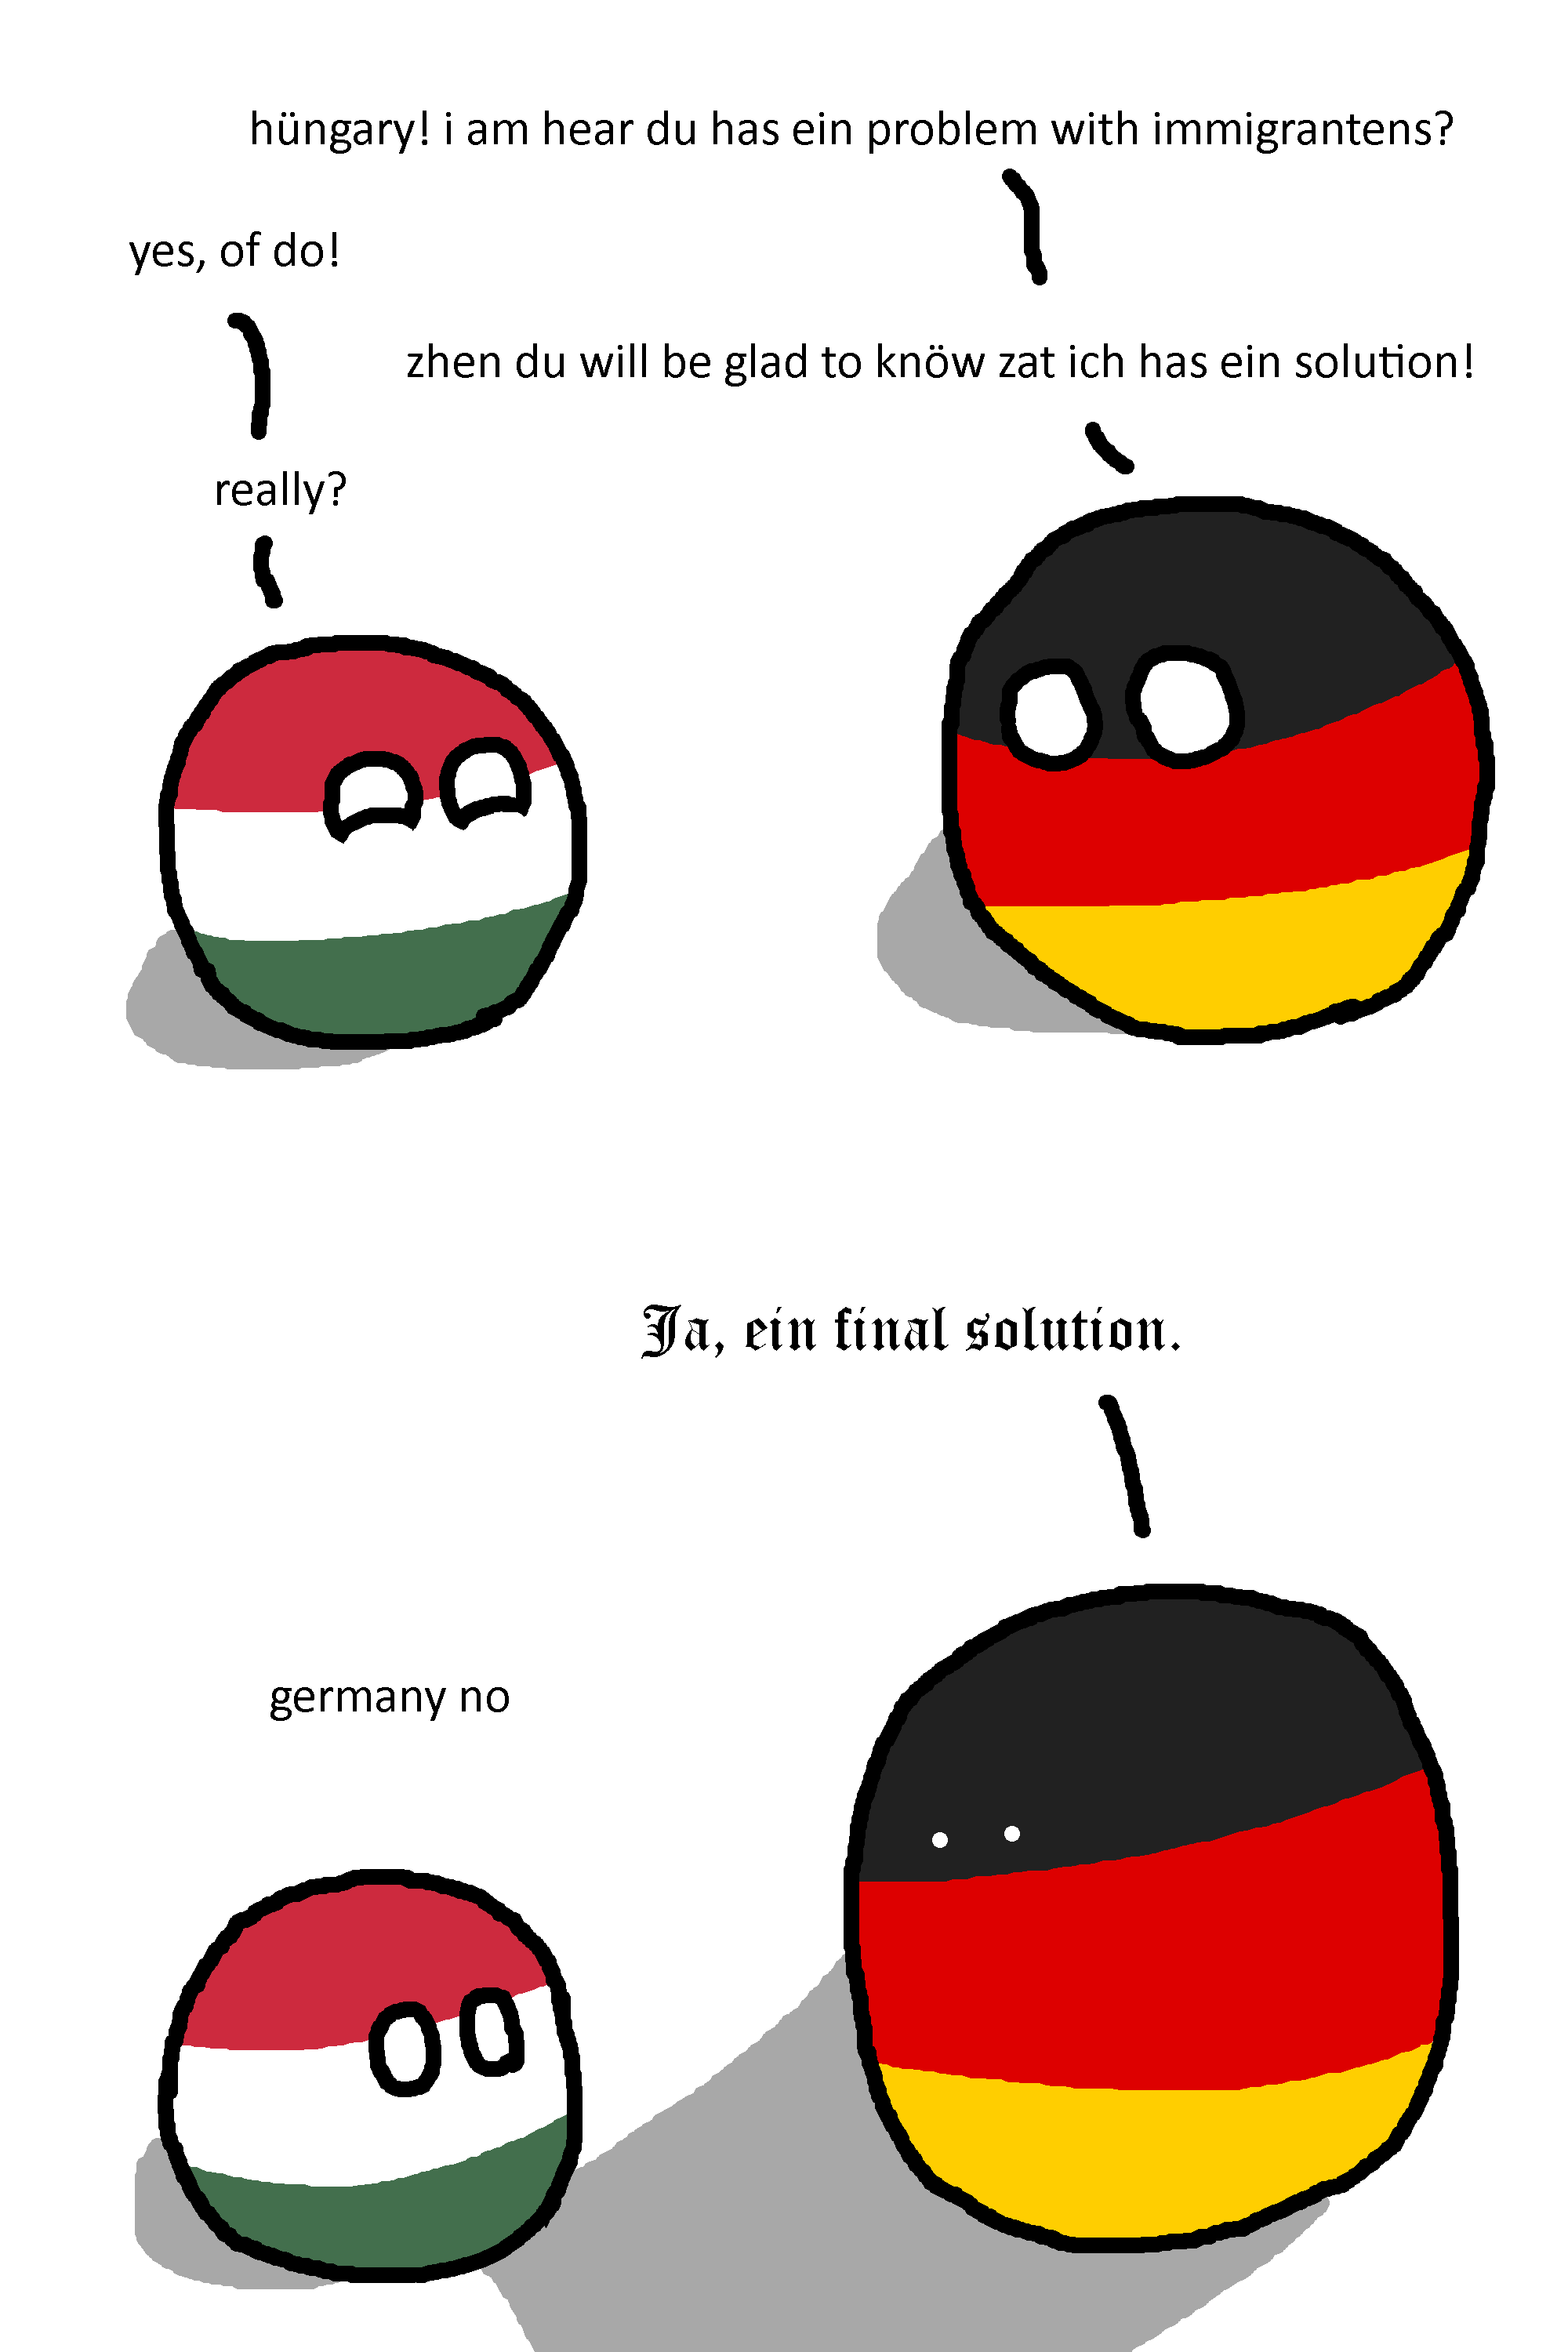 hüngary! i am hear du has ein problem with immigrantens?
yes, of do!
zhen du will be glad to knöw zat ich has ein solution!
really?
Ja, ein final solution.
germany no